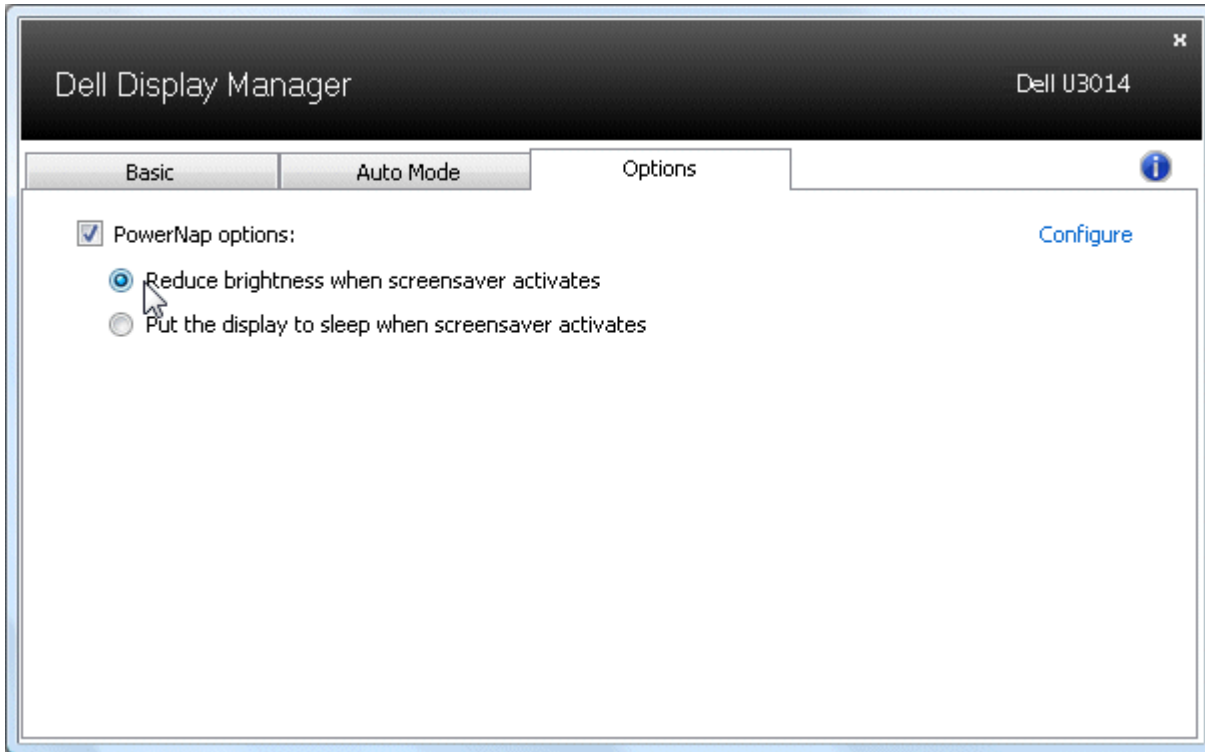 Dell Display Manager
Dell U3014
Basic
Auto Mode
Options
PowerNap options:
Configure
Reduce brightness when screensaver activates
Put the display to sleep when screensaver activates